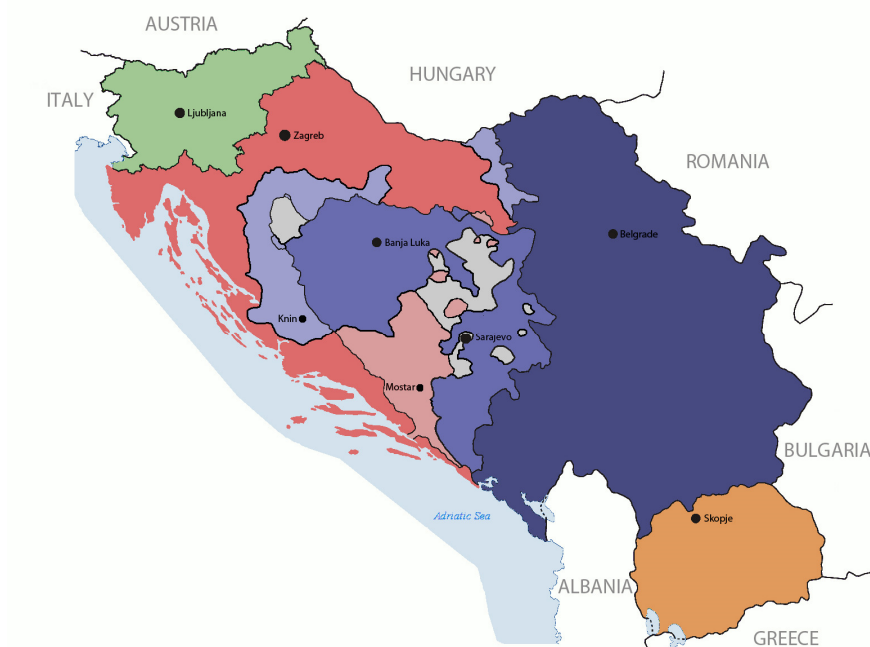 AUSTRIA
HUNGARY
ITALY
Ljubljana
Zagreb
ROMANIA
Belgrade
Banja Luka
Knin
Sarajevo
Mostar
BULGARIA
Adriatic Sea
Skopje
ALBANIA
GREECE